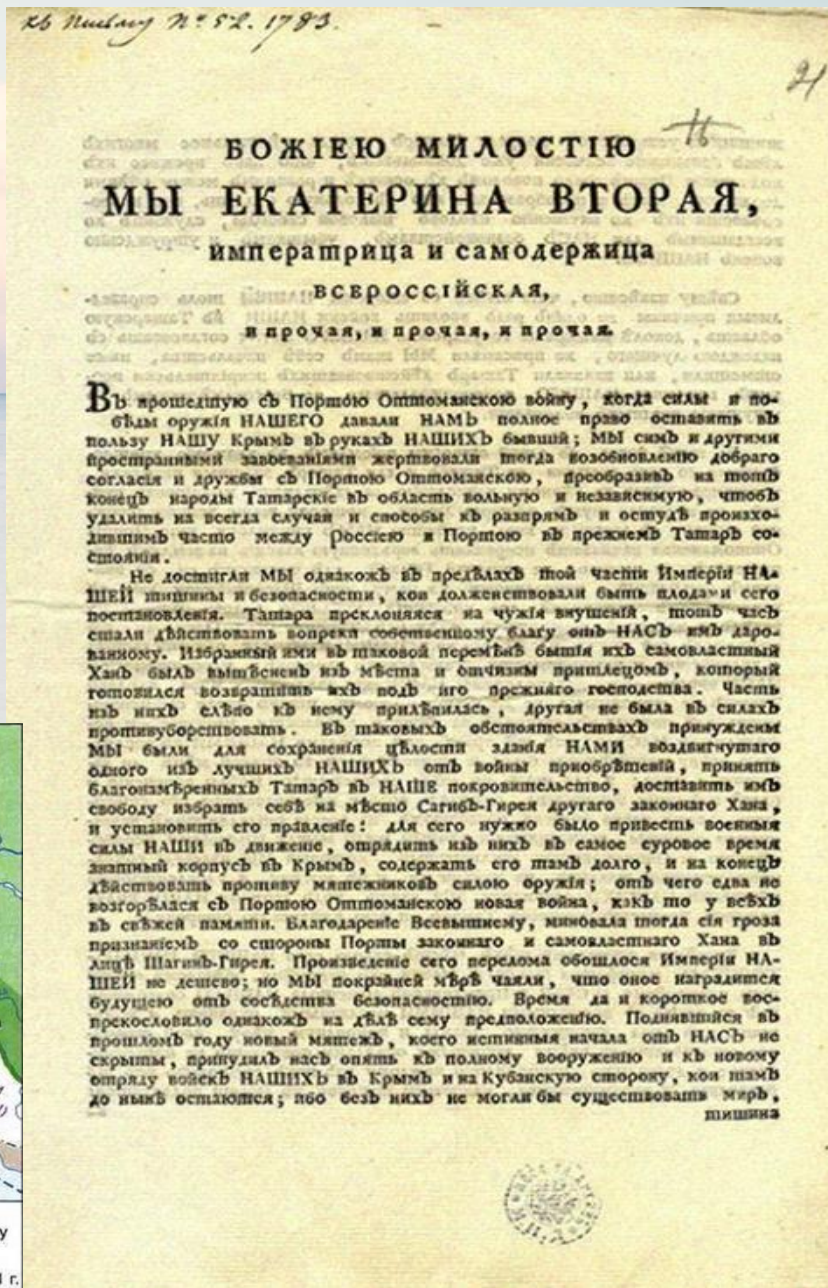 къ письму № 52. 1783.
21
16
БОЖІЕЮ МИЛОСТІЮ
МЫ ЕКАТЕРИНА ВТОРАЯ,
императрица и самодержица
ВСЕРОССІЙСКАЯ,
и прочая, и прочая, и прочая.
Въ прошедшую съ Портою Оттоманскою войну, когда силы и по-
бѣды оружія НАШЕГО давали НАМЪ полное право оставить въ
пользу НАШУ Крымъ въ рукахъ НАШИХЪ бывшій; МЫ симъ и другими
пространными завоеваніями жертвовали тогда возобновленію добраго
согласія и дружбы съ Портою Оттоманскою, преобразивъ на тотъ
конецъ народы Татарскіе въ область вольную и независимую, чтобъ
удалить на всегда случаи и способы къ разпрямъ и остудѣ произхо-
дившимъ часто между Россіею и Портою въ прежнемъ Татаръ со-
стояніи.
Не достигли МЫ однакожъ въ предѣлахъ той части Имперіи НА-
ШЕЙ тишины и безопасности, кои долженствовали быть плодами сего
постановленія. Татара преклоняяся на чужія внушенія, тотъ часъ
стали дѣйствовать вопреки собственному благу отъ НАСЪ имъ даро-
ванному. Избранный ими въ таковой перемѣнѣ бытія ихъ самовластный
Ханъ былъ вытѣсненъ изъ мѣста и отчизны пришлецомъ, который
готовился возвратить ихъ подъ иго прежняго господства. Часть
изъ нихъ слѣпо къ нему прилѣпилась, другая не была въ силахъ
противуборствовать. Въ таковыхъ обстоятельствахъ принуждены
МЫ были для сохраненія цѣлости зданія НАМИ воздвигнутаго
одного изъ лучшихъ НАШИХЪ отъ войны пріобрѣтеній, принять
благонамѣренныхъ Татаръ въ НАШЕ покровительство, доставить имъ
свободу избрать себѣ на мѣсто Сагибъ-Гирея другаго законнаго Хана,
и установить его правленіе: для сего нужно было привесть военныя
силы НАШИ въ движеніе, отрядить изъ нихъ въ самое суровое время
знатный корпусъ въ Крымъ, содержать его тамъ долго, и на конецъ
дѣйствовать противу мятежниковъ силою оружія; отъ чего едва не
возгорѣлася съ Портою Оттоманскою новая война, какъ то у всѣхъ
въ свѣжей памяти. Благодареніе Всевышнему, миновала тогда сія гроза
признаніемъ со стороны Порты законнаго и самовластнаго Хана въ
лицѣ Шагинъ-Гирея. Произведеніе сего перелома обошлося Имперіи НА-
ШЕЙ не дешево; но МЫ покрайней мѣрѣ чаяли, что оное наградится
будущею отъ сосѣдства безопасностію. Время да и короткое вос-
прекословило однакожъ на дѣлѣ сему предположенію. Поднявшійся въ
прошломъ году новый мятежъ, коего истинныя начала отъ НАСЪ не
скрыты, принудилъ насъ опять къ полному вооруженію и къ новому
отряду войскъ НАШИХЪ въ Крымъ и на Кубанскую сторону, кои тамъ
до нынѣ остаются; ибо безъ нихъ не могли бы существовать миръ,
тишина
у
г.